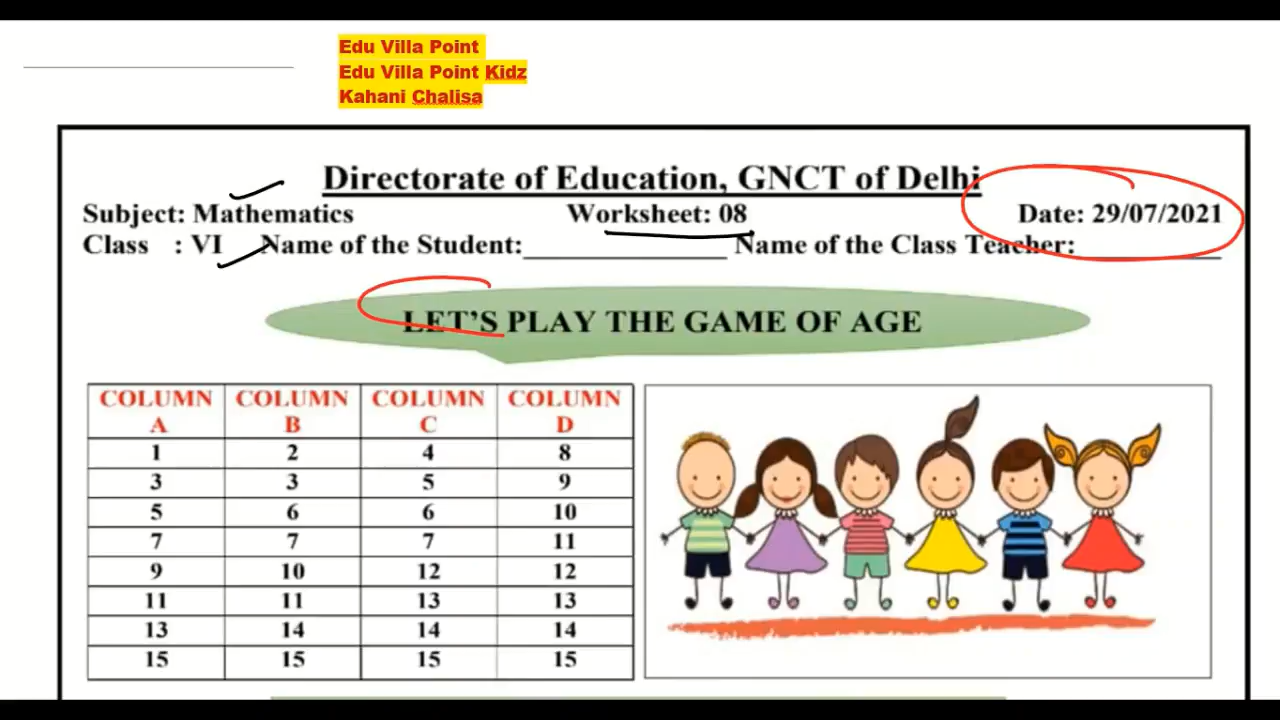 Edu Villa Point
Edu Villa Point Kidz
Kahani Chalisa
Directorate of Education, GNCT of Delhi
Subject: Mathematics Worksheet: 08 Date: 29/07/2021
Class : VI Name of the Student: Name of the Class Teacher:
LET'S PLAY THE GAME OF AGE
COLUMN A COLUMN B COLUMN C COLUMN D
1 2 4 8
3 3 5 9
5 6 6 10
7 7 7 11
9 10 12 12
11 11 13 13
13 14 14 14
15 15 15 15